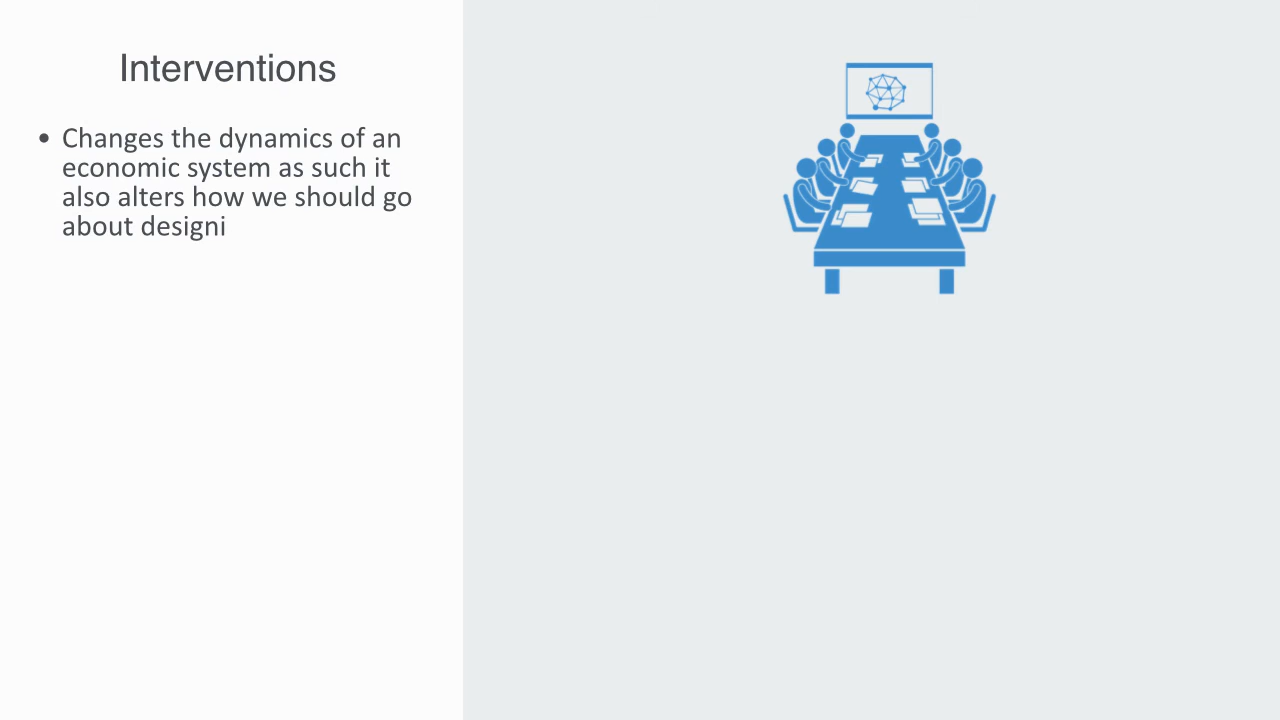 Interventions
• Changes the dynamics of an
economic system as such it
also alters how we should go
about designi